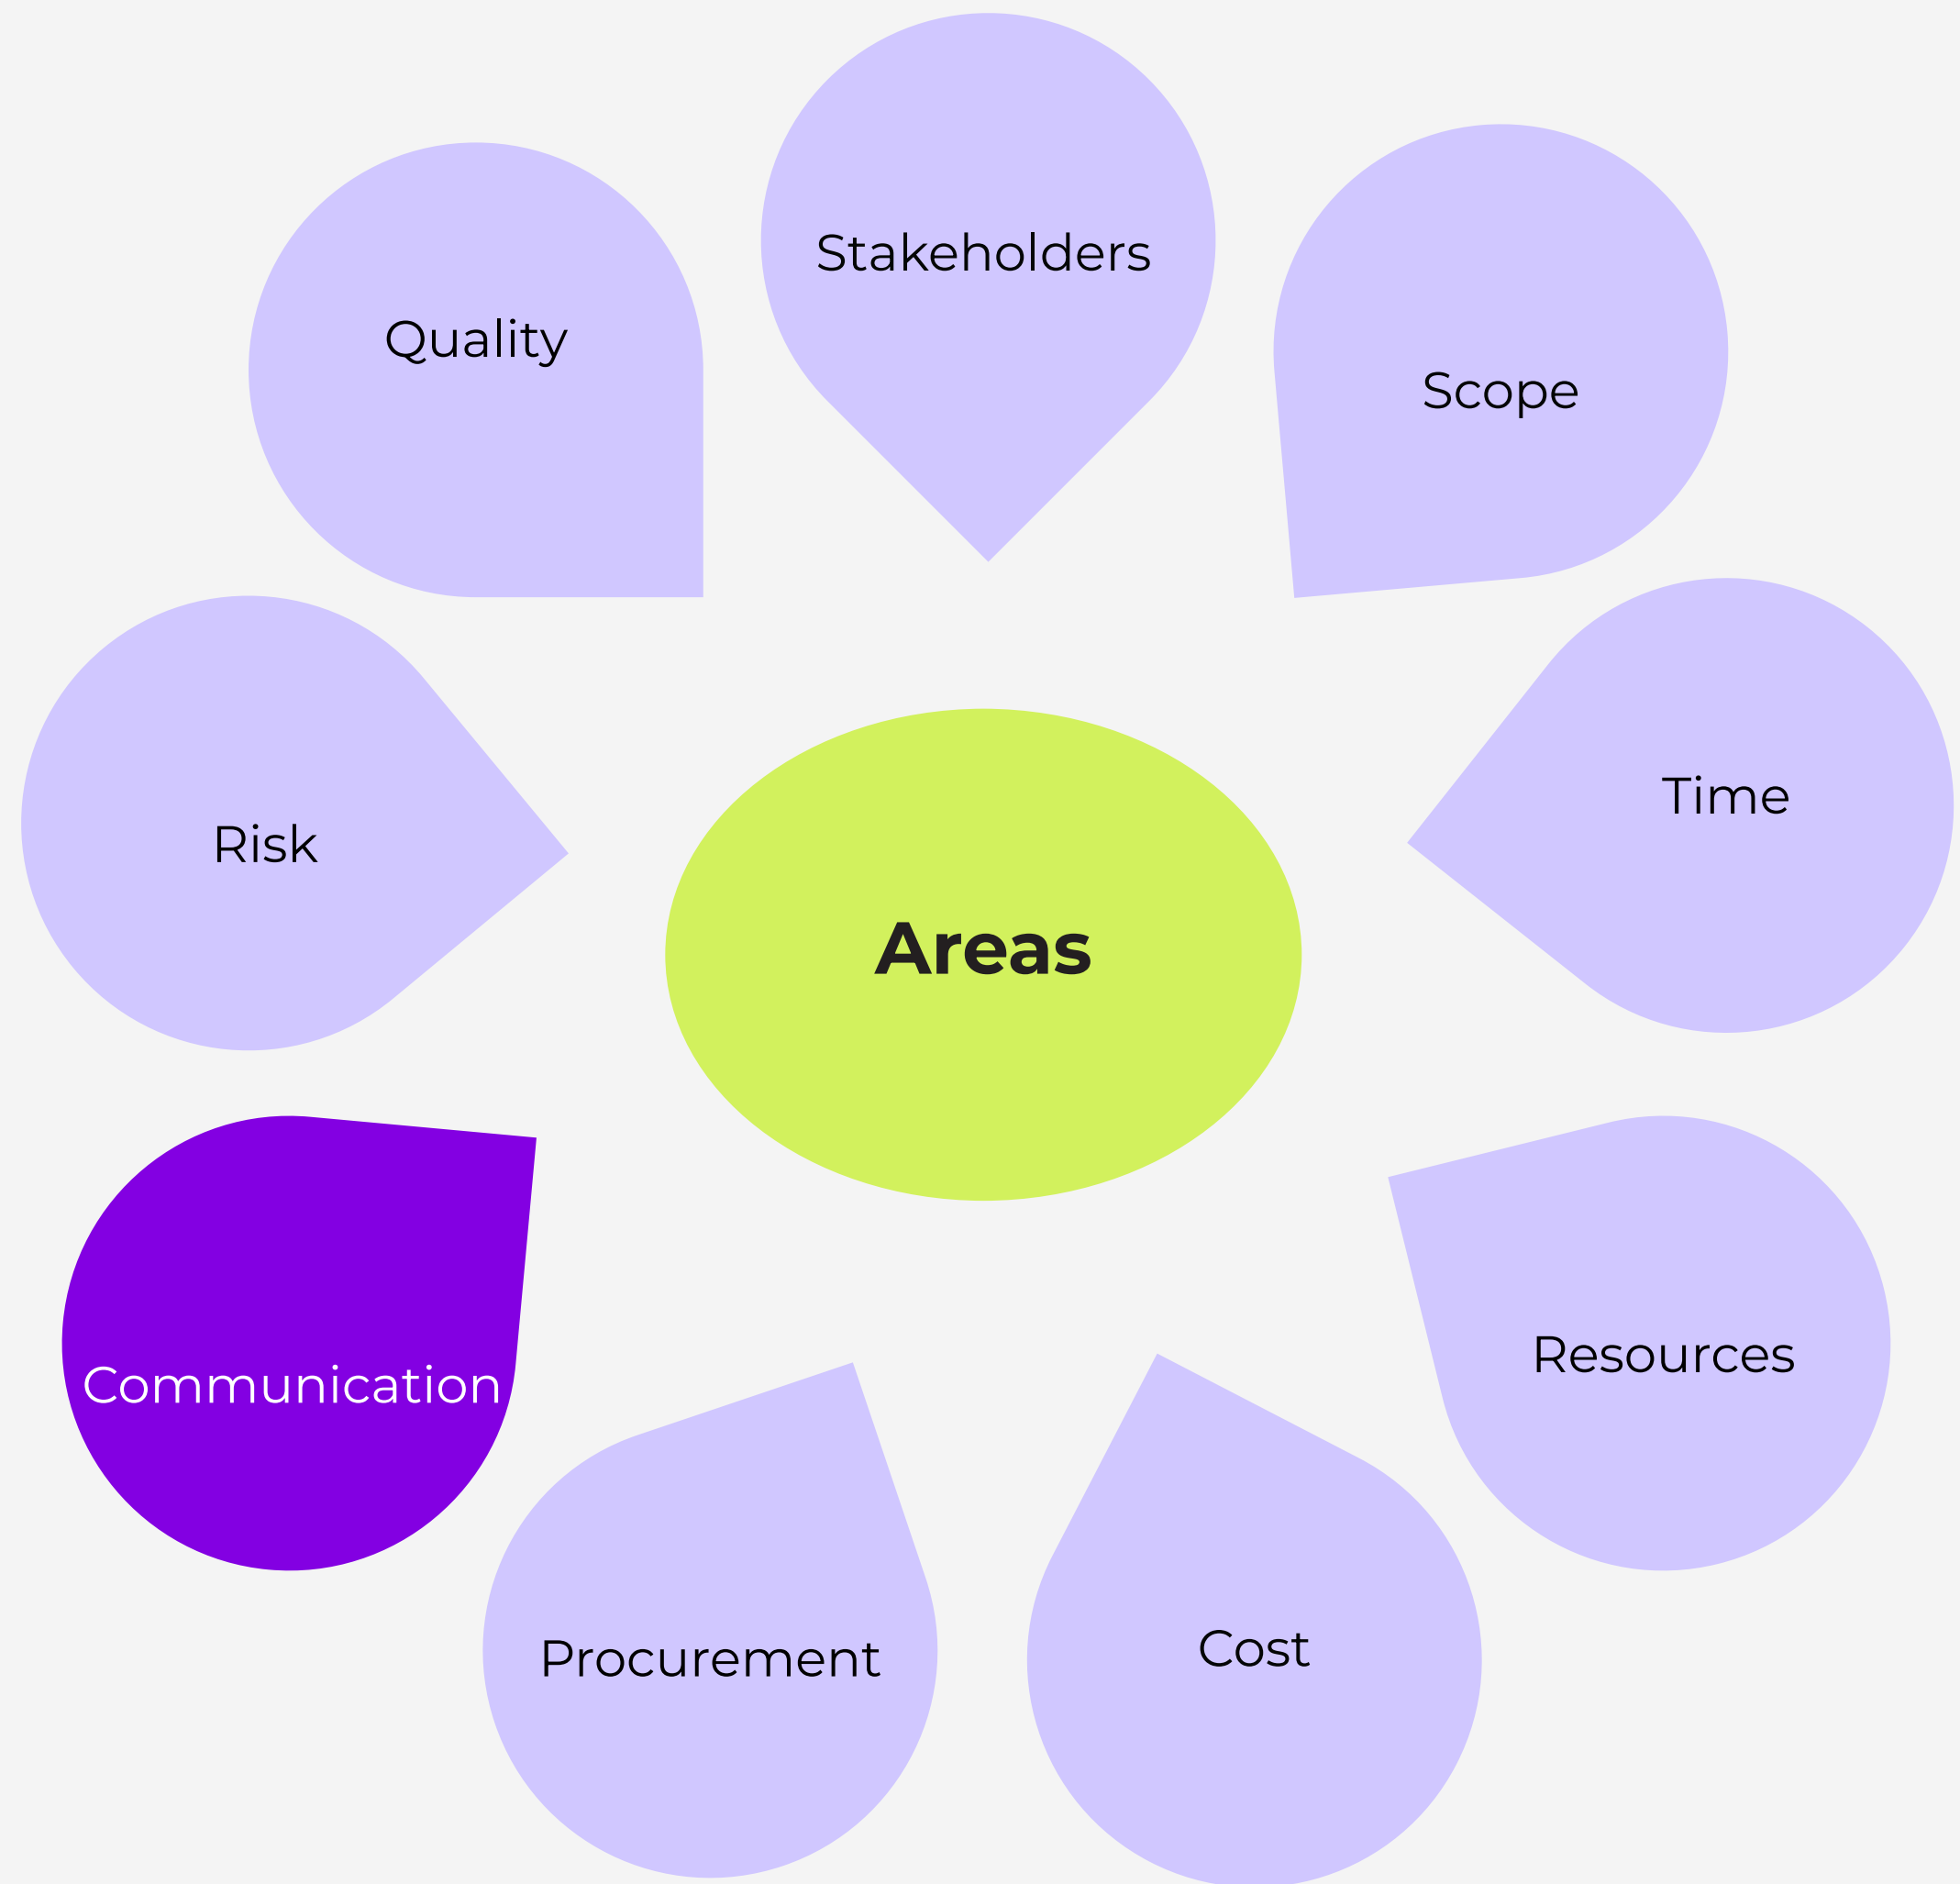 Stakeholders
Quality
Scope
Time
Risk
Areas
Resources
Communication
Procurement
Cost